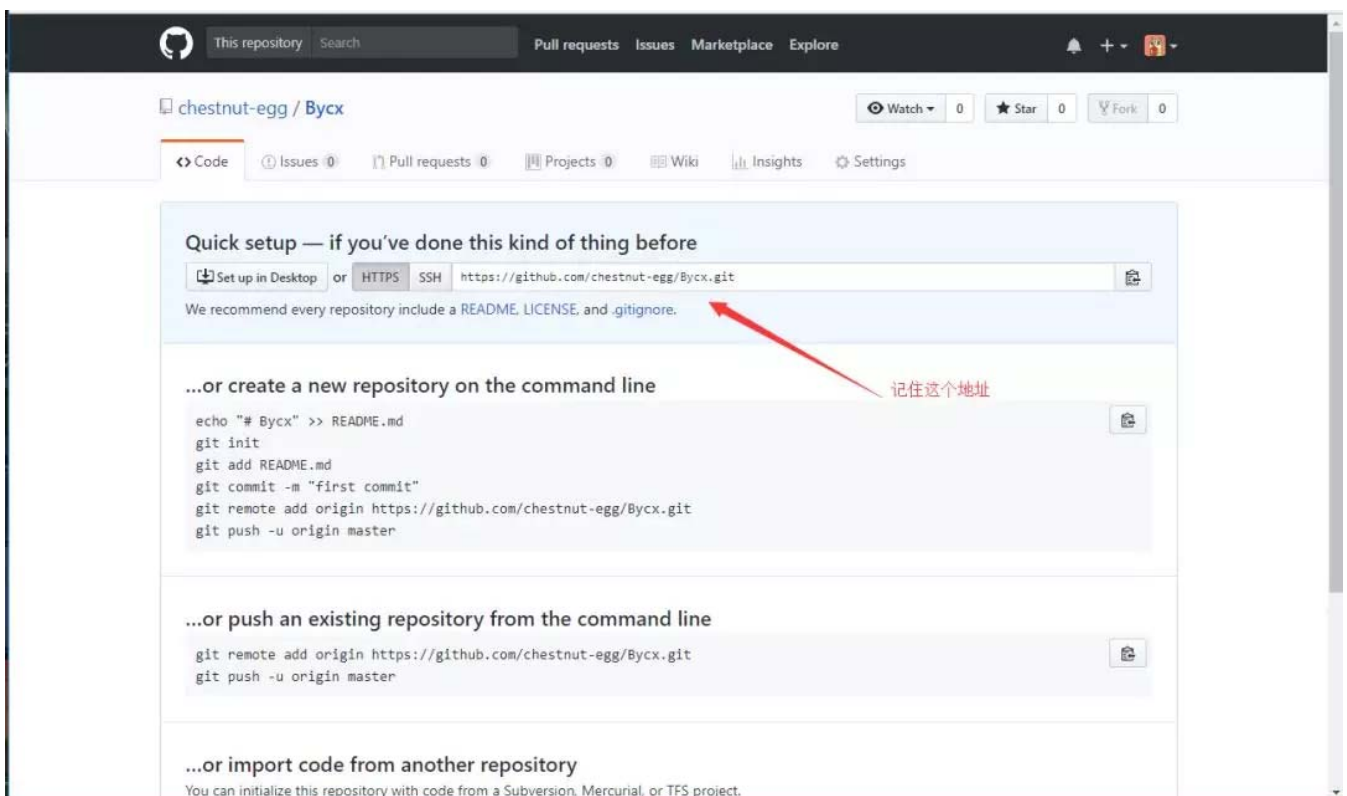 This repository Search Pull requests Issues Marketplace Explore
chestnut-egg / Bycx Watch 0 Star 0 Fork 0
Code Issues 0 Pull requests 0 Projects 0 Wiki Insights Settings
Quick setup — if you've done this kind of thing before
Set up in Desktop or HTTPS SSH https://github.com/chestnut-egg/Bycx.git
We recommend every repository include a README, LICENSE, and .gitignore.
...or create a new repository on the command line
记住这个地址
echo "# Bycx" >> README.md
git init
git add README.md
git commit -m "first commit"
git remote add origin https://github.com/chestnut-egg/Bycx.git
git push -u origin master
...or push an existing repository from the command line
git remote add origin https://github.com/chestnut-egg/Bycx.git
git push -u origin master
...or import code from another repository
You can initialize this repository with code from a Subversion, Mercurial, or TFS project.